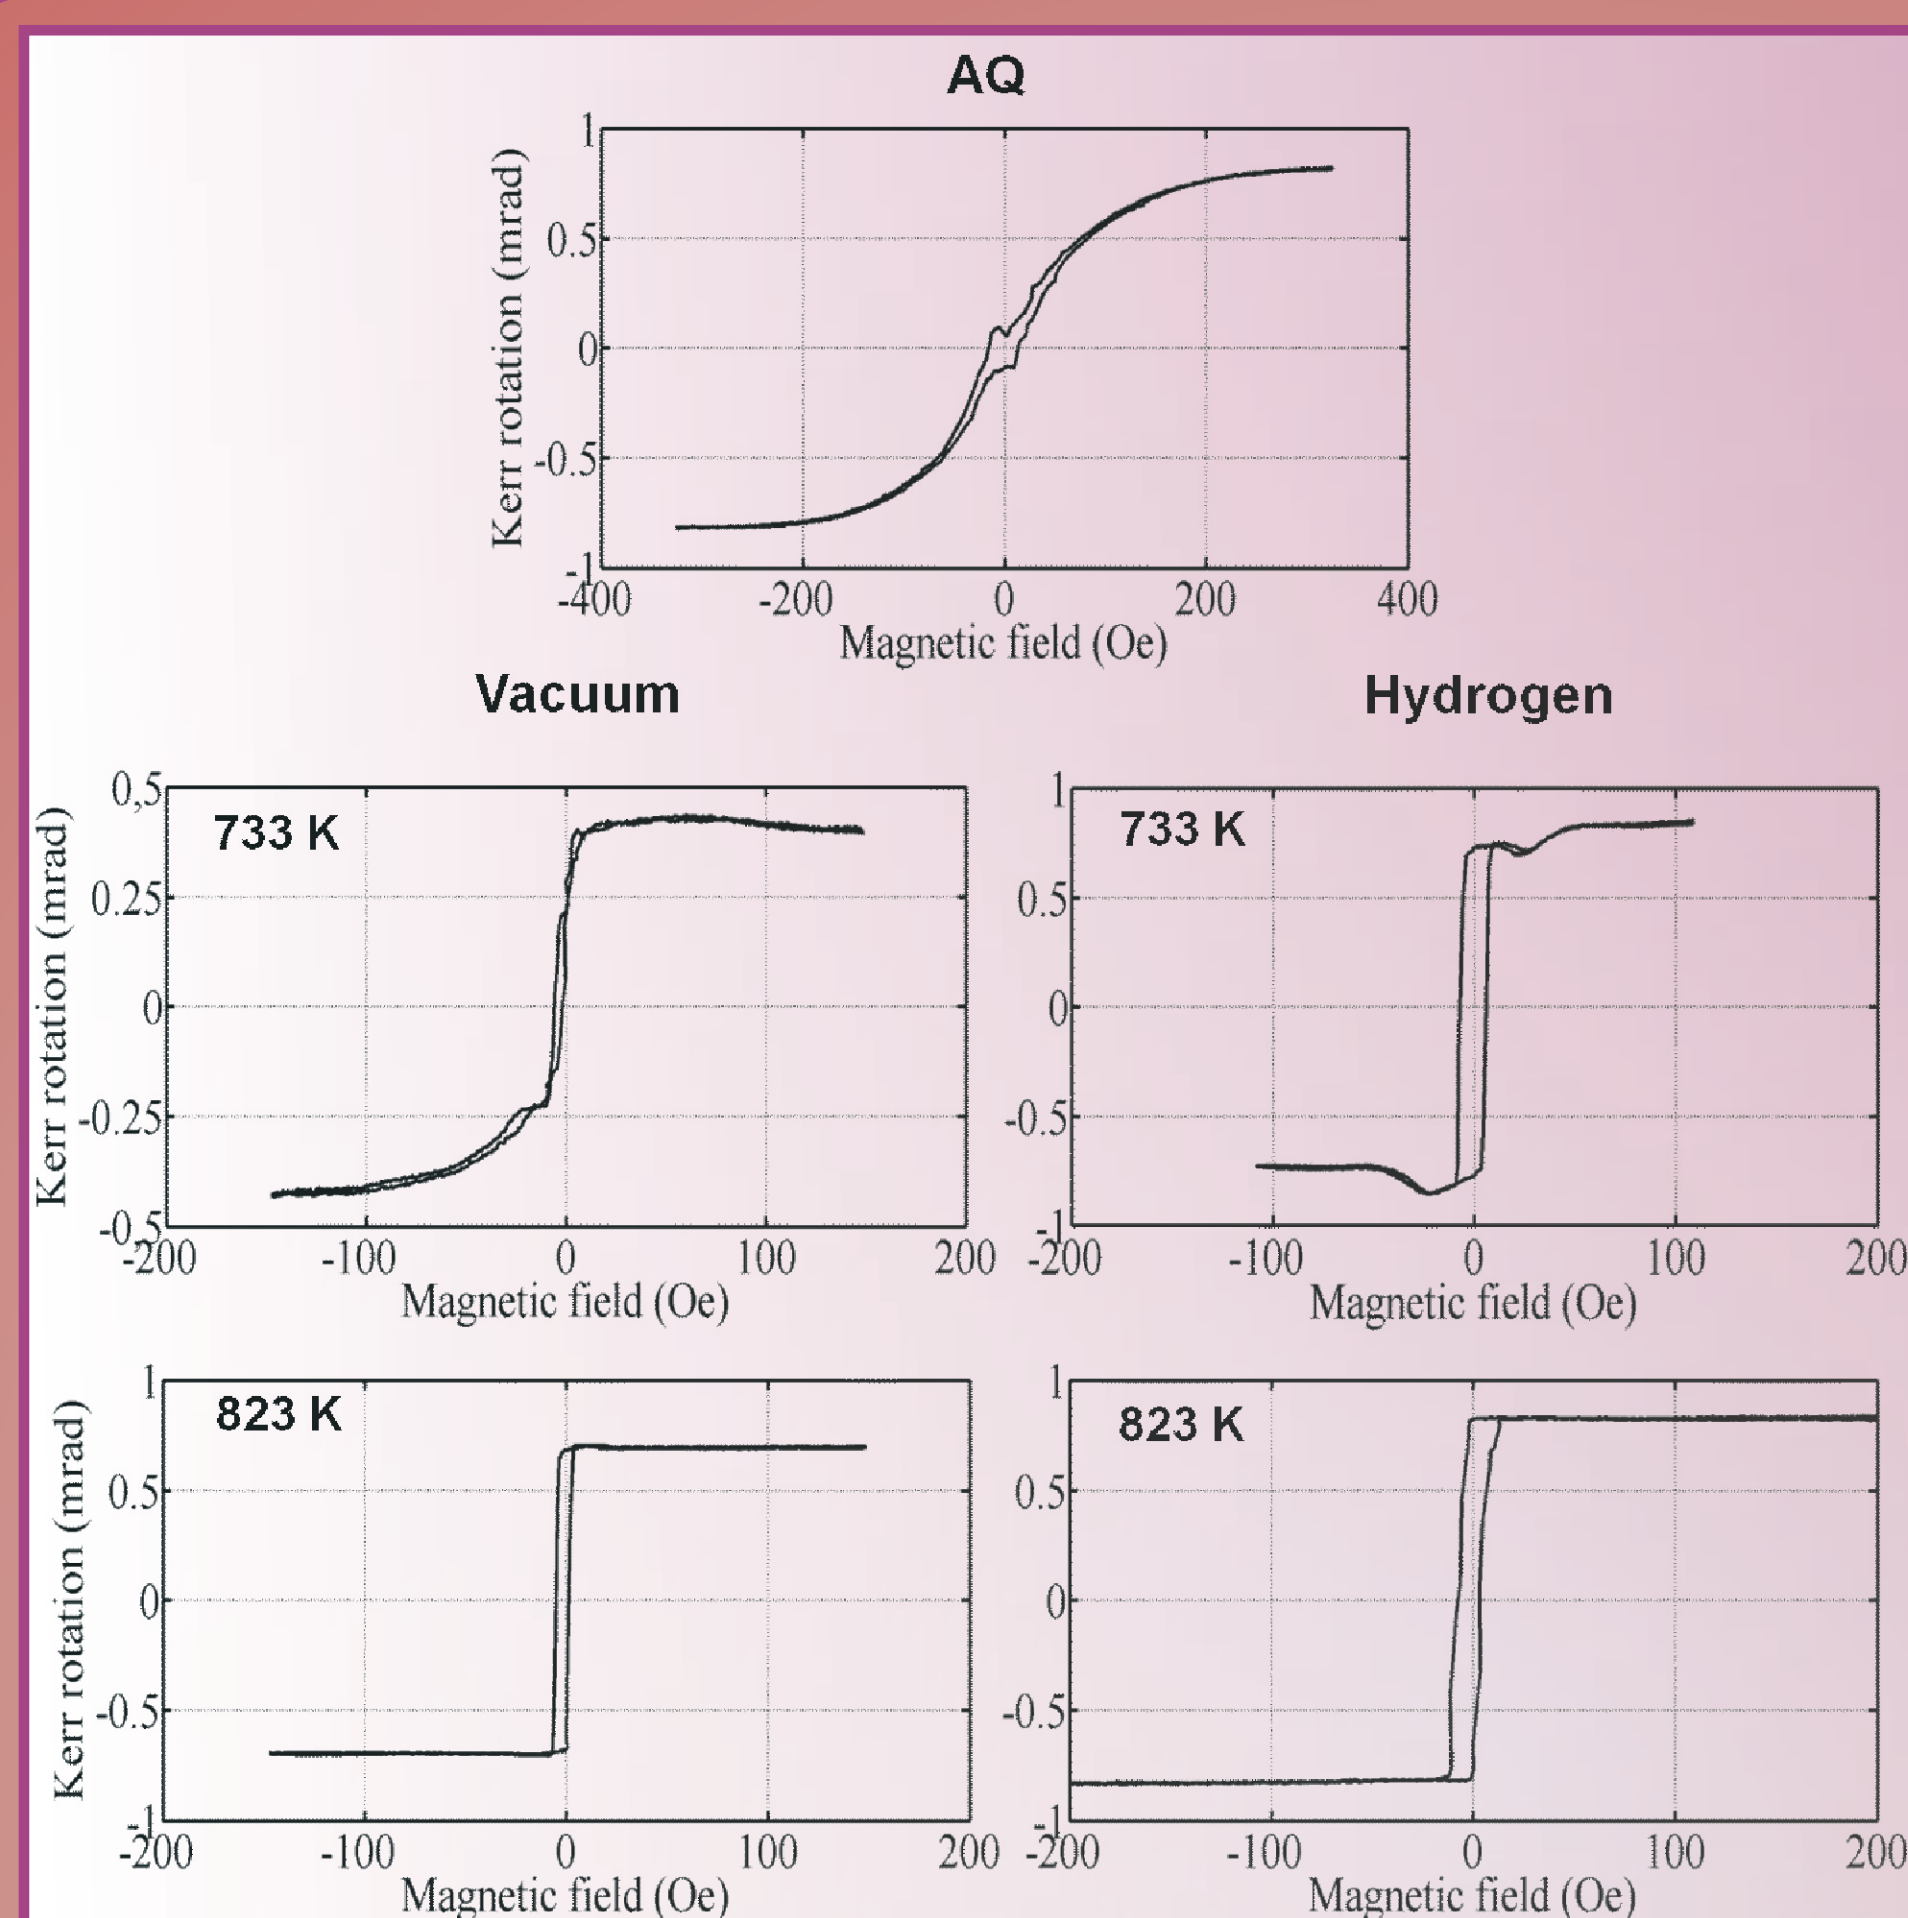 AQ
Kerr rotation (mrad)
1
0.5
0
-0.5
-1
-400 -200 0 200 400
Magnetic field (Oe)
Vacuum
Hydrogen
733 K
Kerr rotation (mrad)
0,5
0.25
0
-0.25
-0.5
-200 -100 0 100 200
Magnetic field (Oe)
733 K
1
0.5
0
-0.5
-1
-200 -100 0 100 200
Magnetic field (Oe)
823 K
Kerr rotation (mrad)
1
0.5
0
-0.5
-1
-200 -100 0 100 200
Magnetic field (Oe)
823 K
1
0.5
0
-0.5
-1
-200 -100 0 100 200
Magnetic field (Oe)